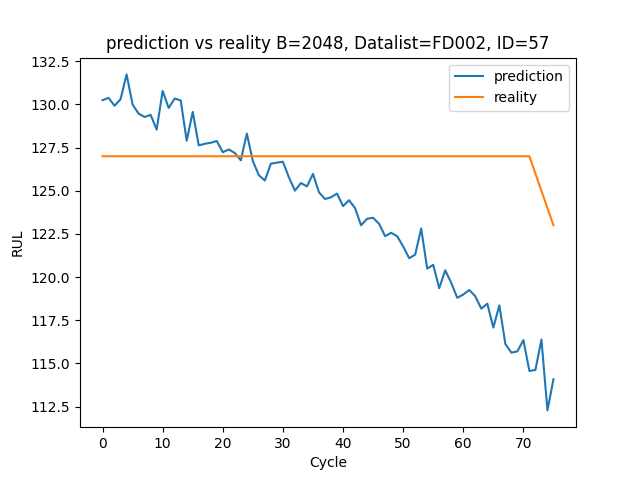 prediction vs reality B=2048, Datalist=FD002, ID=57
prediction
reality
132.5
130.0
127.5
125.0
122.5
120.0
117.5
115.0
112.5
RUL
0 10 20 30 40 50 60 70
Cycle